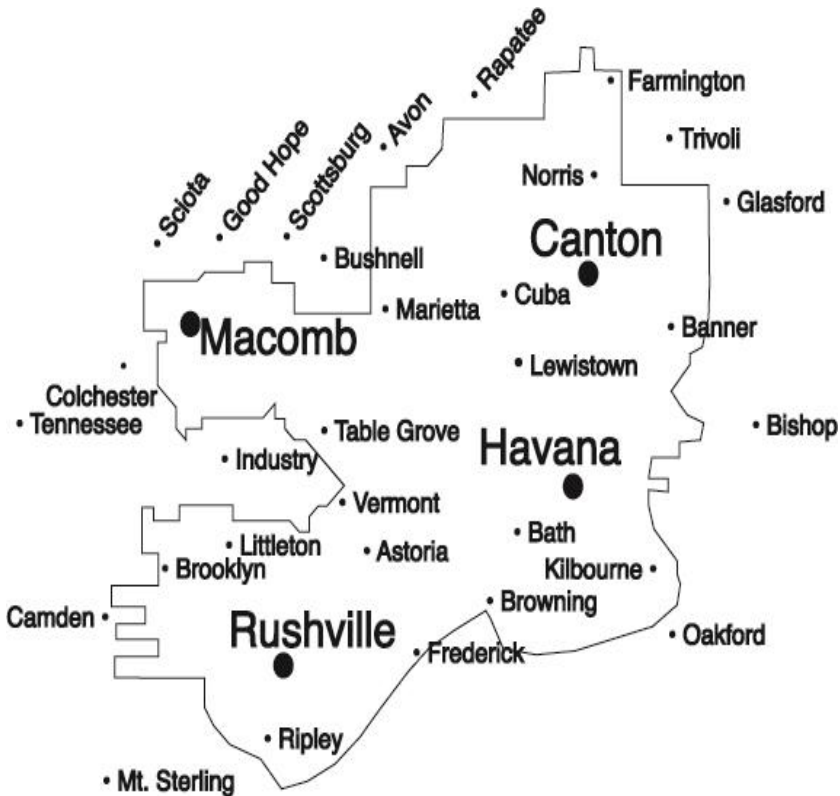 Rapatee
Farmington
Avon
Trivoli
Scottsburg
Good Hope
Sciota
Norris
Glasford
Canton
Bushnell
Cuba
Marietta
Macomb
Banner
Lewistown
Colchester
Tennessee
Table Grove
Bishop
Havana
Industry
Vermont
Bath
Littleton
Astoria
Brooklyn
Kilbourne
Browning
Camden
Rushville
Oakford
Frederick
Ripley
Mt. Sterling